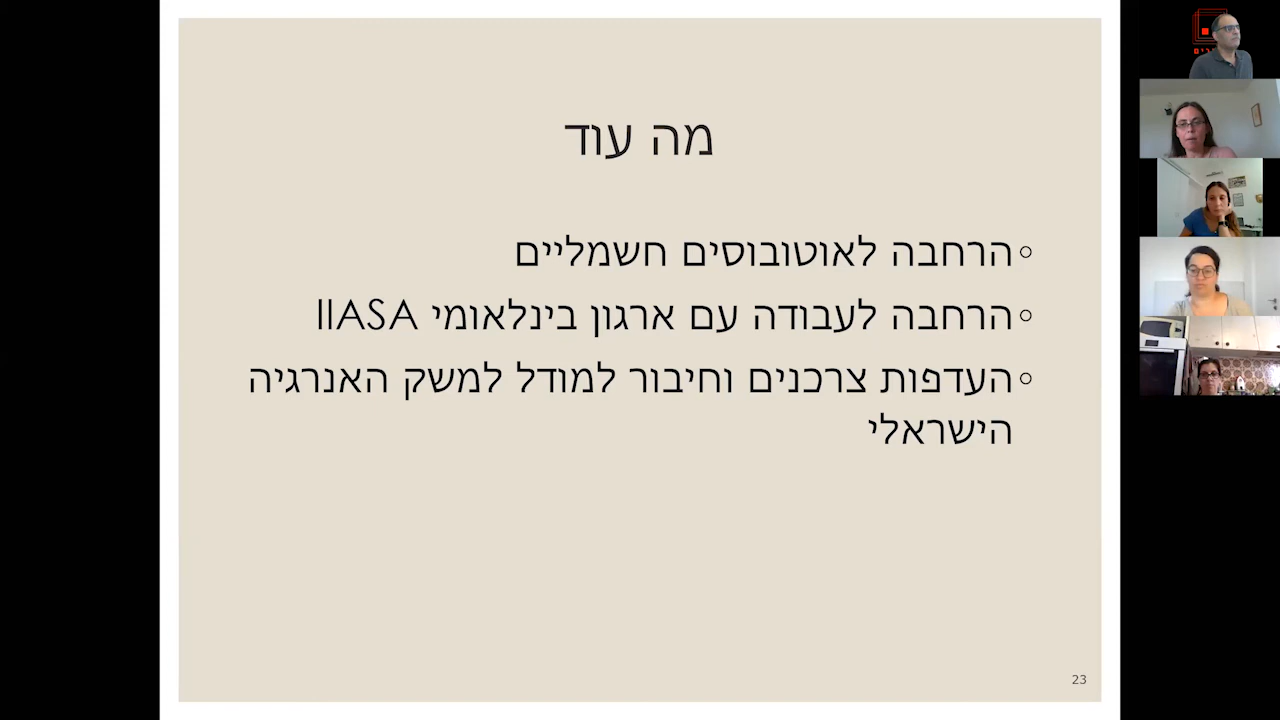 מה עוד
◦הרחבה לאוטובוסים חשמליים
◦הרחבה לעבודה עם ארגון בינלאומי IIASA
◦העדפות צרכנים וחיבור למודל למשק האנרגיה
הישראלי
23